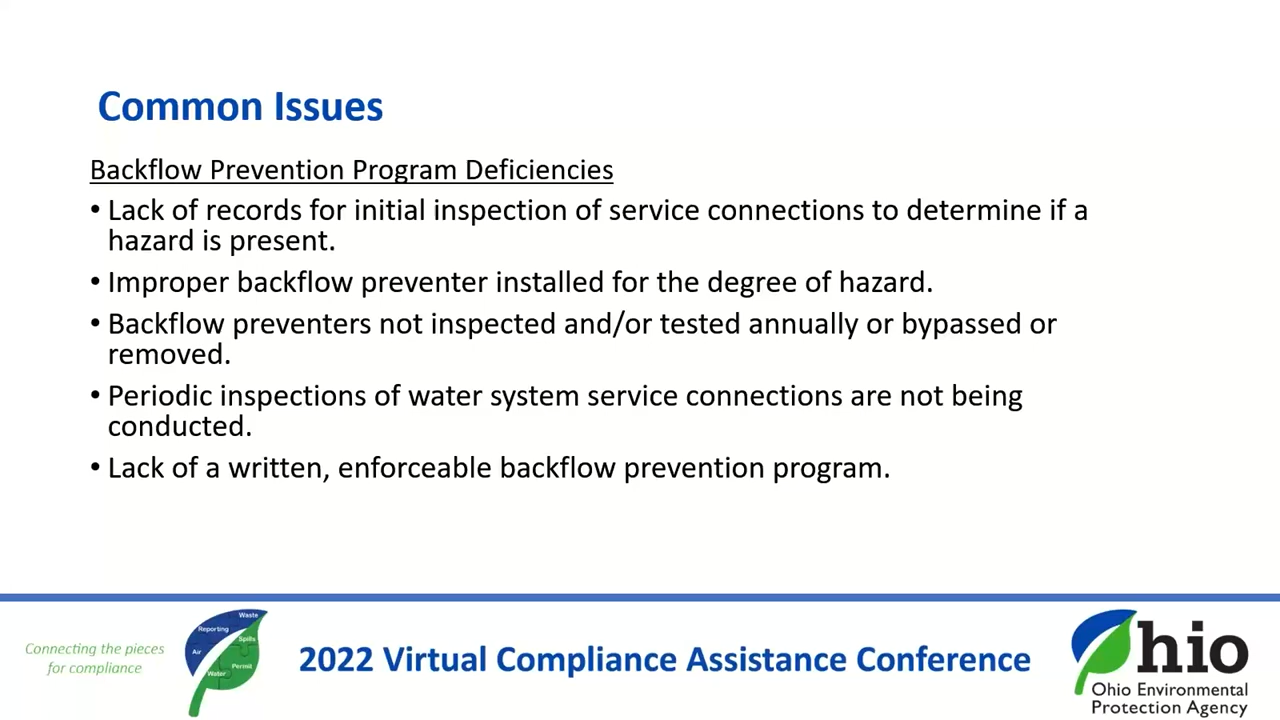 Common Issues
Backflow Prevention Program Deficiencies
• Lack of records for initial inspection of service connections to determine if a
hazard is present.
• Improper backflow preventer installed for the degree of hazard.
• Backflow preventers not inspected and/or tested annually or bypassed or
removed.
• Periodic inspections of water system service connections are not being
conducted.
• Lack of a written, enforceable backflow prevention program.
Connecting the pieces
for compliance
Waste
Reporting
Spills
Air
Permit
Water
2022 Virtual Compliance Assistance Conference
Ohio
Ohio Environmental
Protection Agency